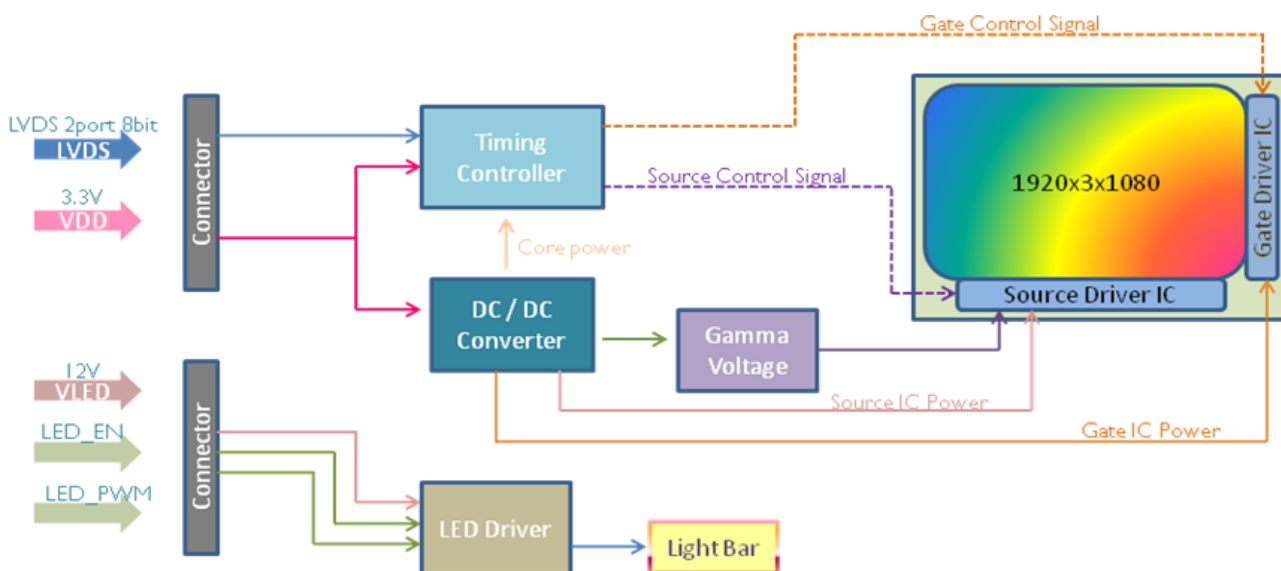 Gate Control Signal
LVDS 2port 8bit
LVDS
3.3V
VDD
Connector
Timing
Controller
Source Control Signal
1920x3x1080
Gate Driver IC
Core power
Source Driver IC
DC / DC
Converter
Gamma
Voltage
Source IC Power
Gate IC Power
12V
VLED
LED_EN
LED_PWM
Connector
LED Driver
Light Bar